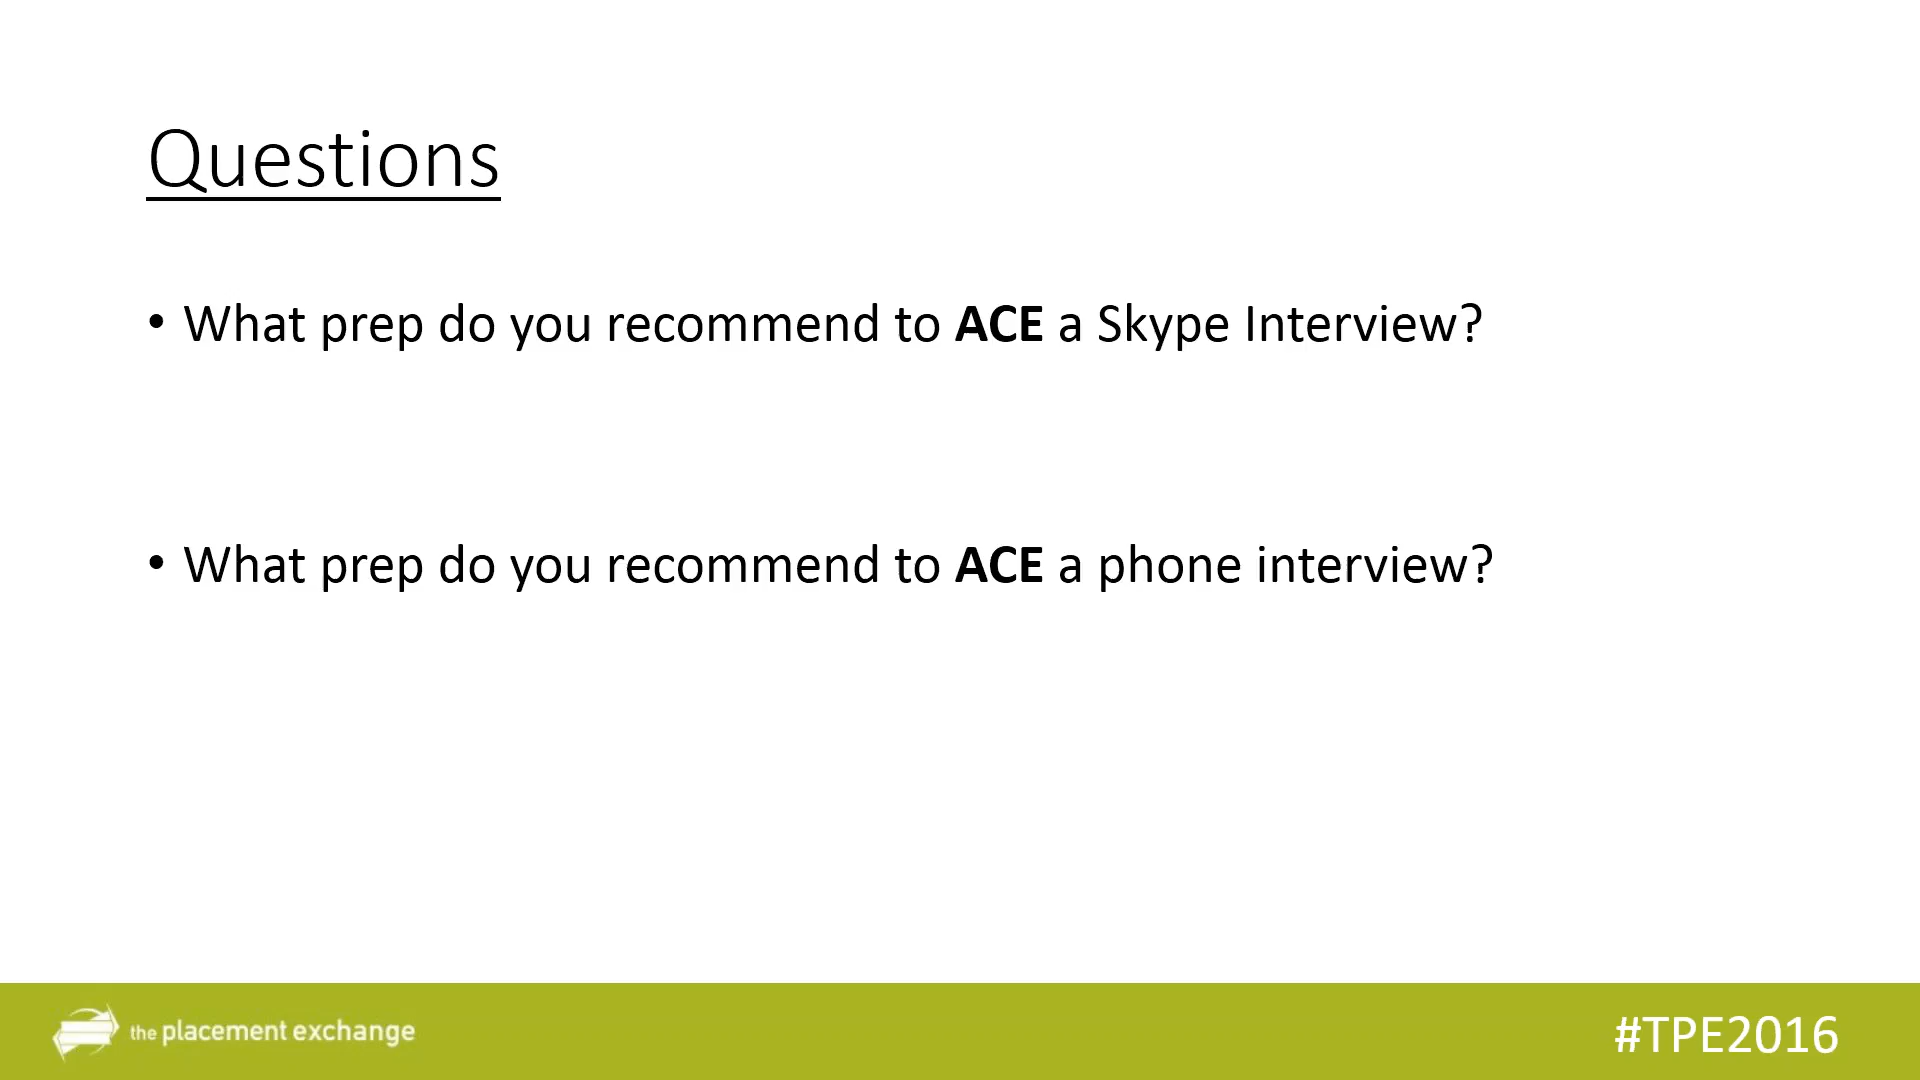 Questions
• What prep do you recommend to ACE a Skype Interview?
• What prep do you recommend to ACE a phone interview?
the placement exchange
#TPE2016